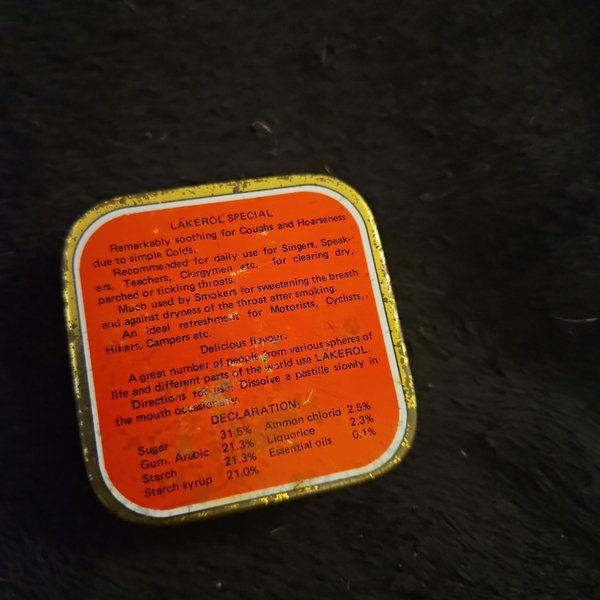 LÄKEROL SPECIAL
Remarkably soothing for Coughs and Hoarseness
due to simple Colds.
Recommended for daily use for Singers, Speak-
ers, Teachers, Clergymen etc. for clearing dry,
parched or tickling throats.
Much used by Smokers for sweetening the breath
and against dryness of the throat after smoking.
An ideal refreshment for Motorists, Cyclists,
Hikers, Campers etc.
Delicious flavour.
A great number of people from various spheres of
life and different parts of the world use LÄKEROL.
Directions for use: Dissolve a pastille slowly in
the mouth occasionally.
DECLARATION:
Sugar 31.5% Ammon chlorid 2.5%
Gum. Arabic 21.3% Liquorice 2.3%
Starch 21.3% Essential oils 0.1%
Starch syrup 21.0%